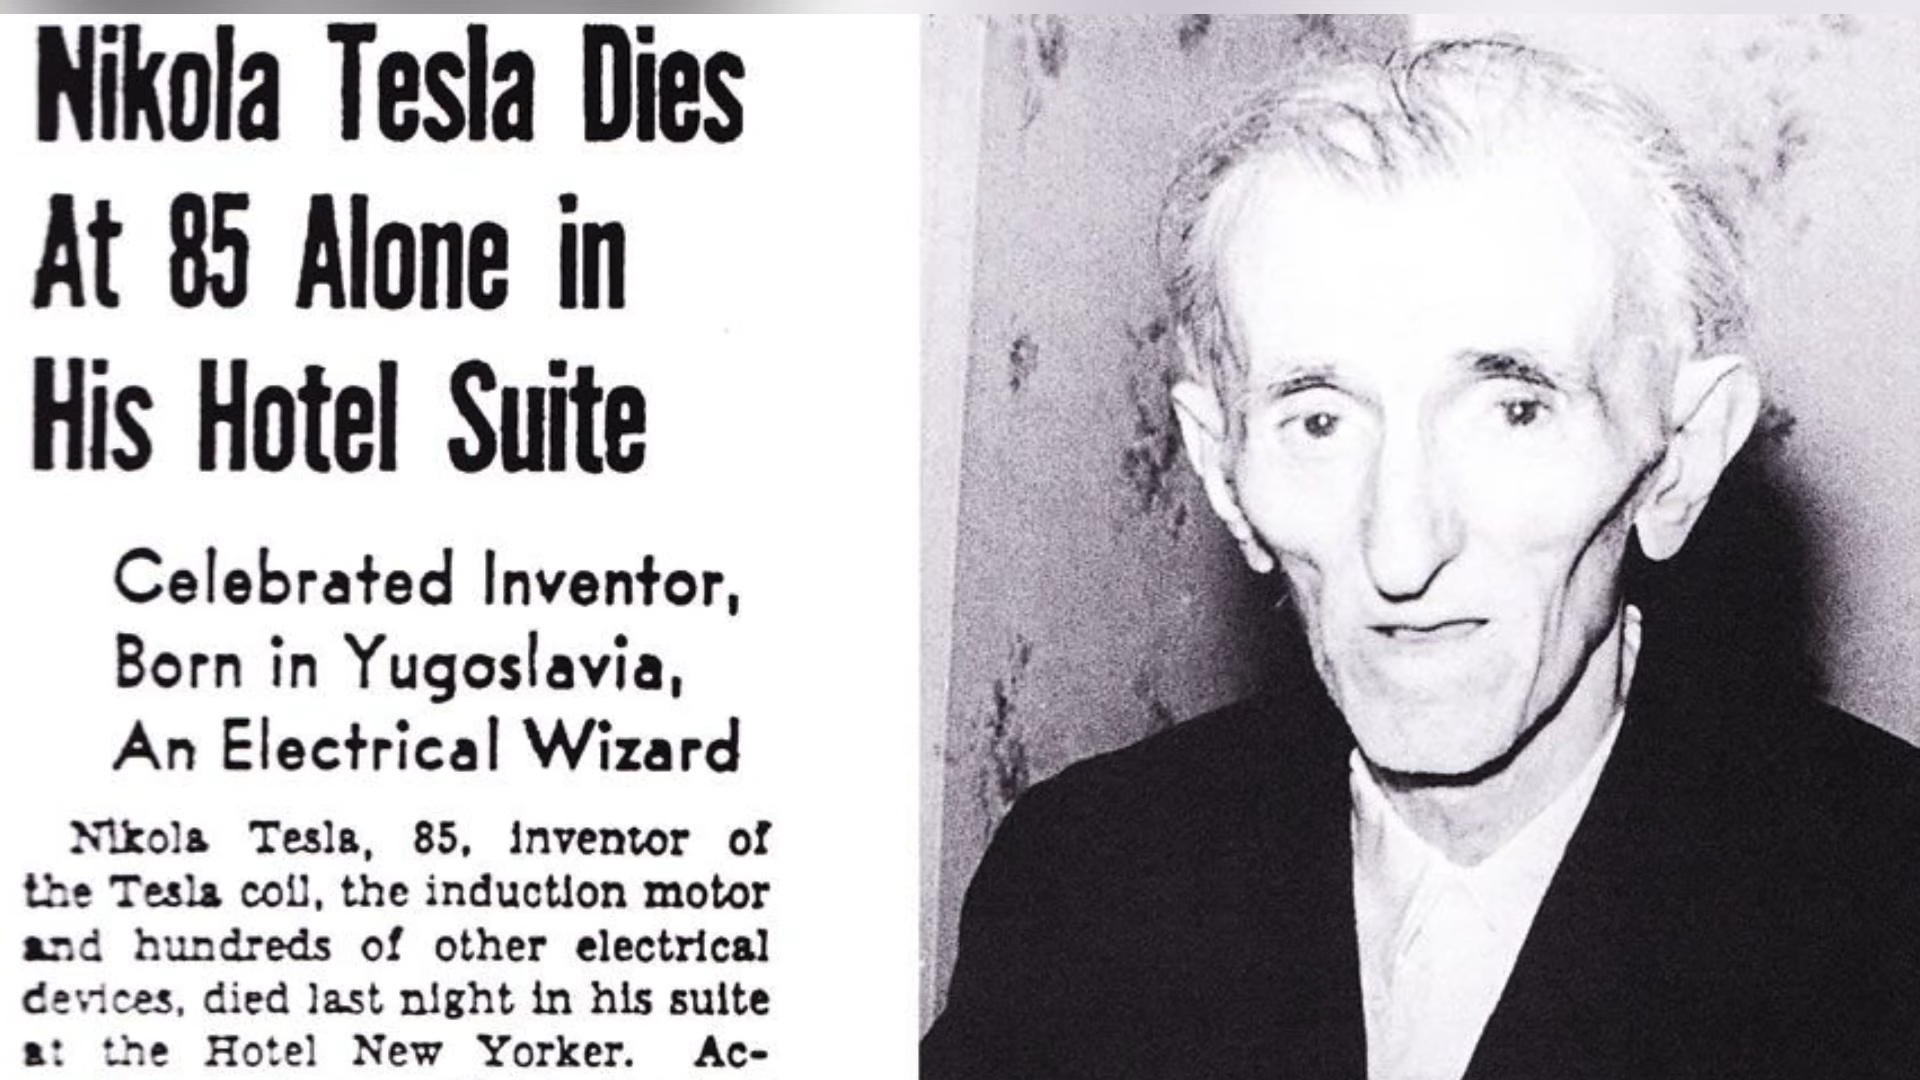 Nikola Tesla Dies
At 85 Alone in
His Hotel Suite
Celebrated Inventor,
Born in Yugoslavia,
An Electrical Wizard
Nikola Tesla, 85, inventor of
the Tesla coil, the induction motor
and hundreds of other electrical
devices, died last night in his suite
at the Hotel New Yorker. Ac-